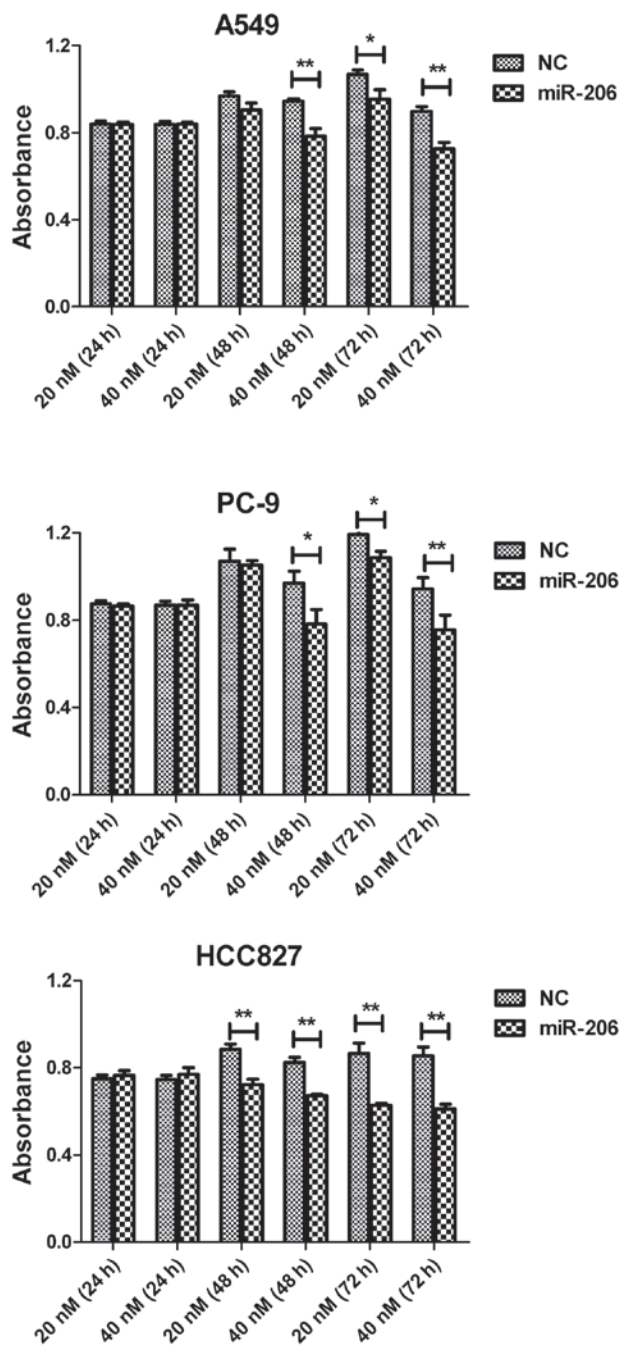 A549
1.2
0.8
0.4
0.0
Absorbance
**
*
**
NC
miR-206
20 nM (24 h)
40 nM (24 h)
20 nM (48 h)
40 nM (48 h)
20 nM (72 h)
40 nM (72 h)
PC-9
1.2
0.8
0.4
0.0
Absorbance
*
*
**
NC
miR-206
20 nM (24 h)
40 nM (24 h)
20 nM (48 h)
40 nM (48 h)
20 nM (72 h)
40 nM (72 h)
HCC827
1.2
0.8
0.4
0.0
Absorbance
**
**
**
**
NC
miR-206
20 nM (24 h)
40 nM (24 h)
20 nM (48 h)
40 nM (48 h)
20 nM (72 h)
40 nM (72 h)